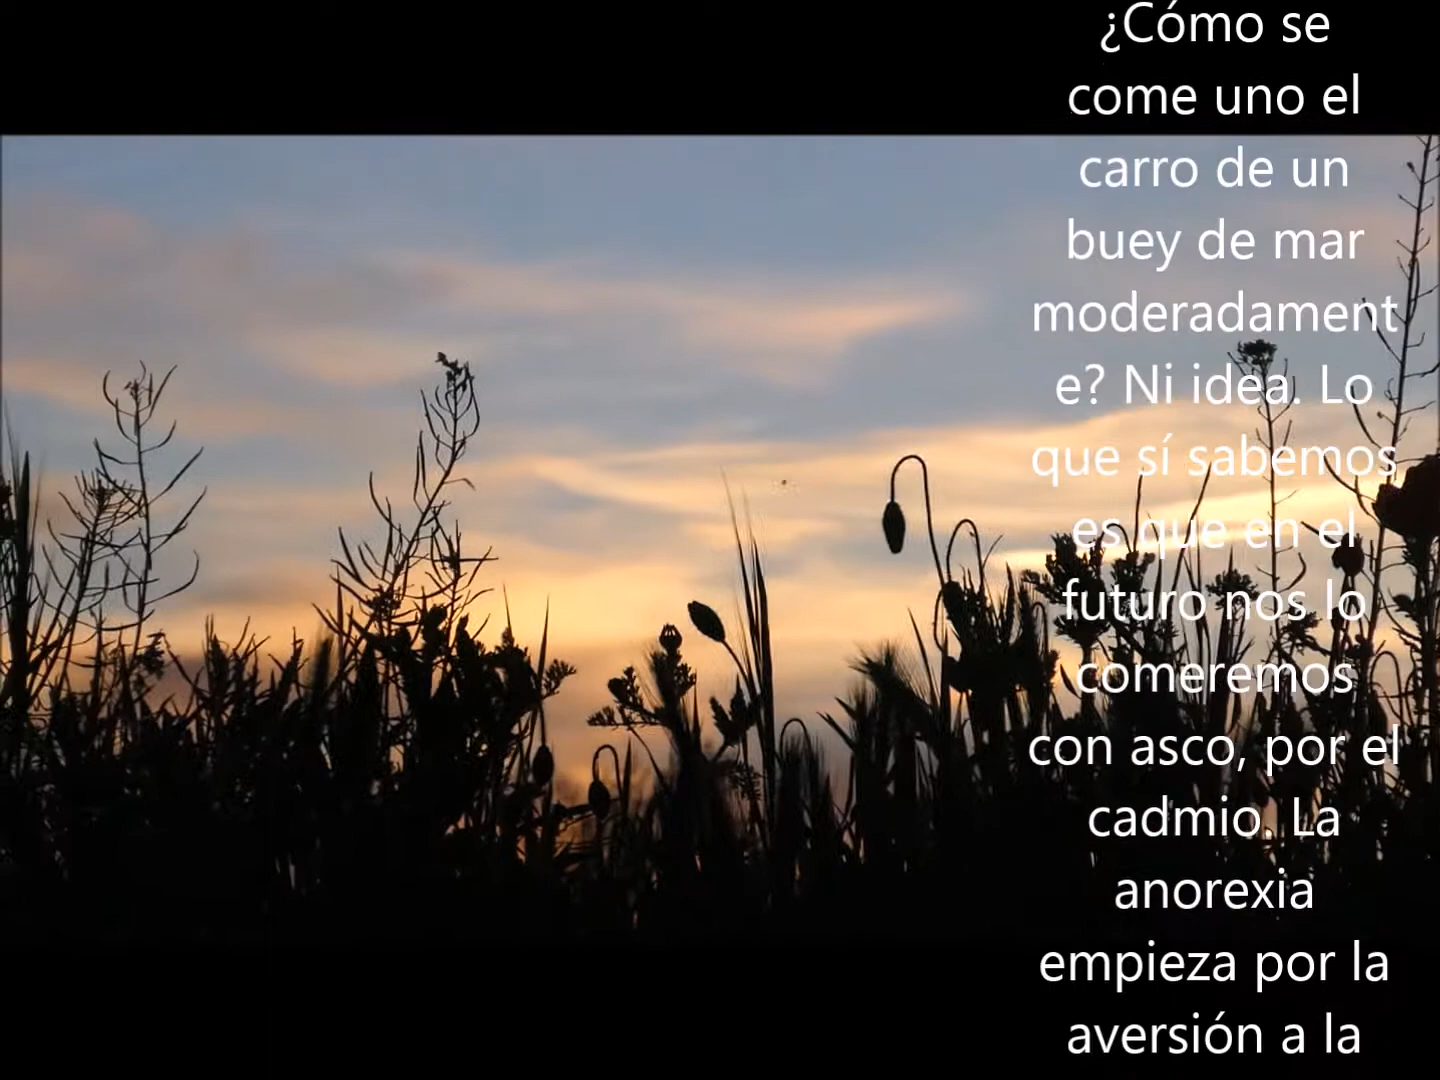 ¿Cómo se
come uno el
carro de un
buey de mar
moderadament
e? Ni idea. Lo
que sí sabemos
es que en el
futuro nos lo
comeremos
con asco, por el
cadmio. La
anorexia
empieza por la
aversión a la